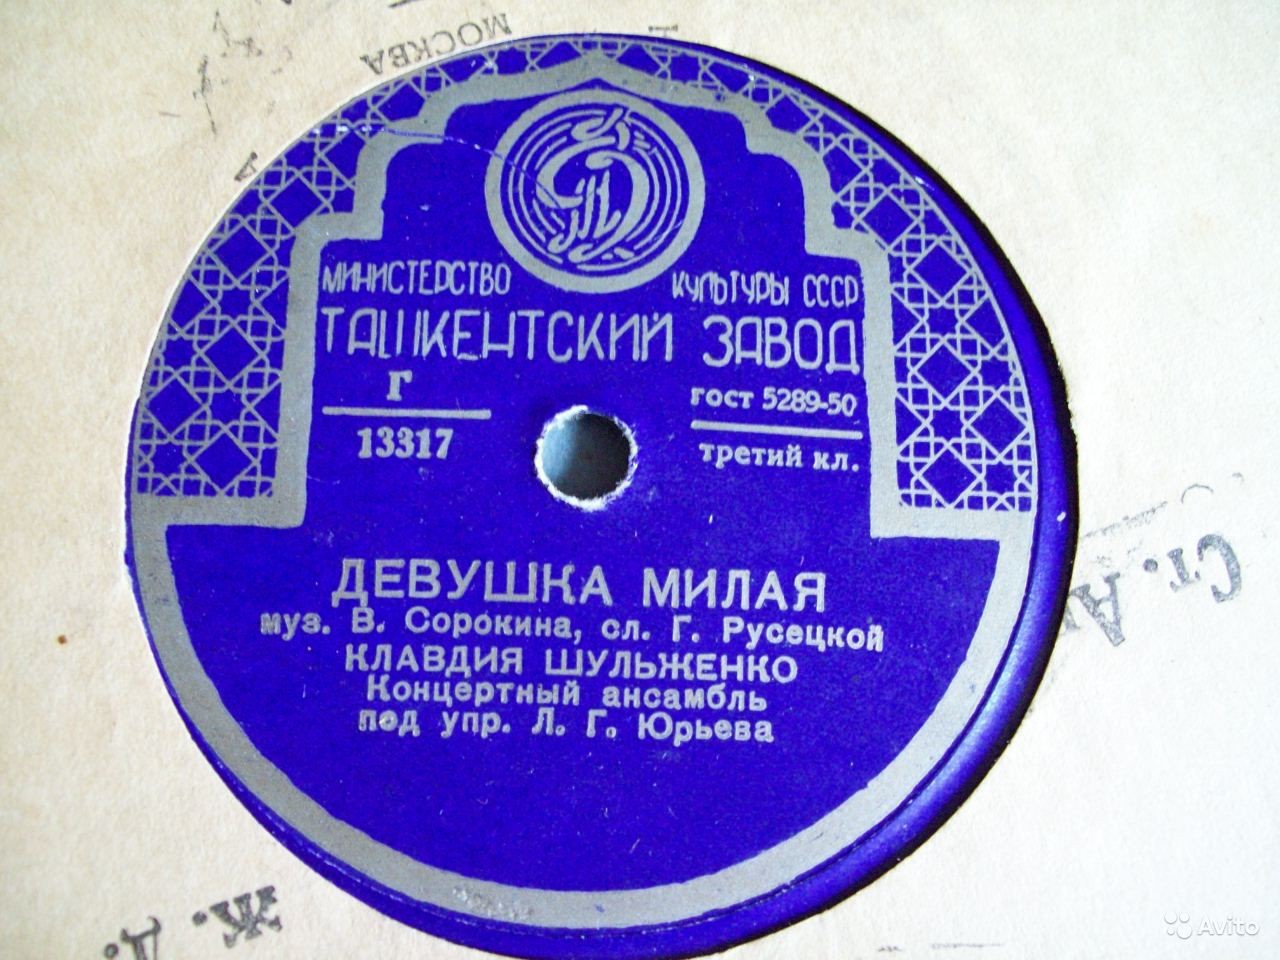 МОСКВА
МИНИСТЕРСТВО КУЛЬТУРЫ СССР
ТАШКЕНТСКИЙ ЗАВОД
Г
13317
ГОСТ 5289-50
третий кл.
ДЕВУШКА МИЛАЯ
муз. В. Сорокина, сл. Г. Русецкой
КЛАВДИЯ ШУЛЬЖЕНКО
Концертный ансамбль
под упр. Л. Г. Юрьева
Ст.
Ж. Д.
Avito